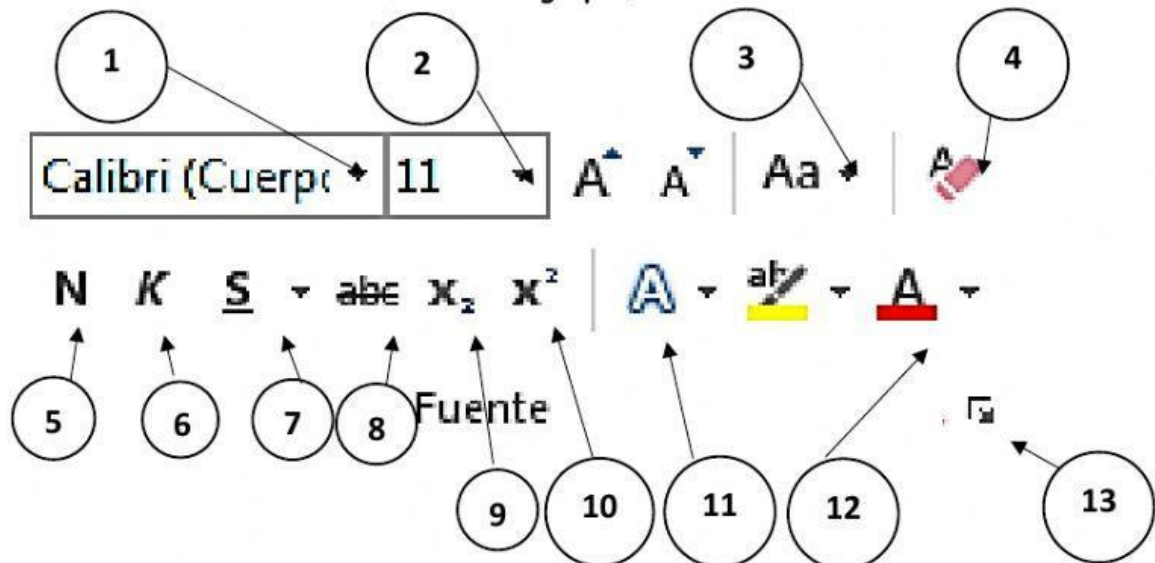 1 2 3 4
Calibri (Cuerpo 11 A A Aa A
N K S abc x₂ x² A ab A
5 6 7 8 Fuente
9 10 11 12 13